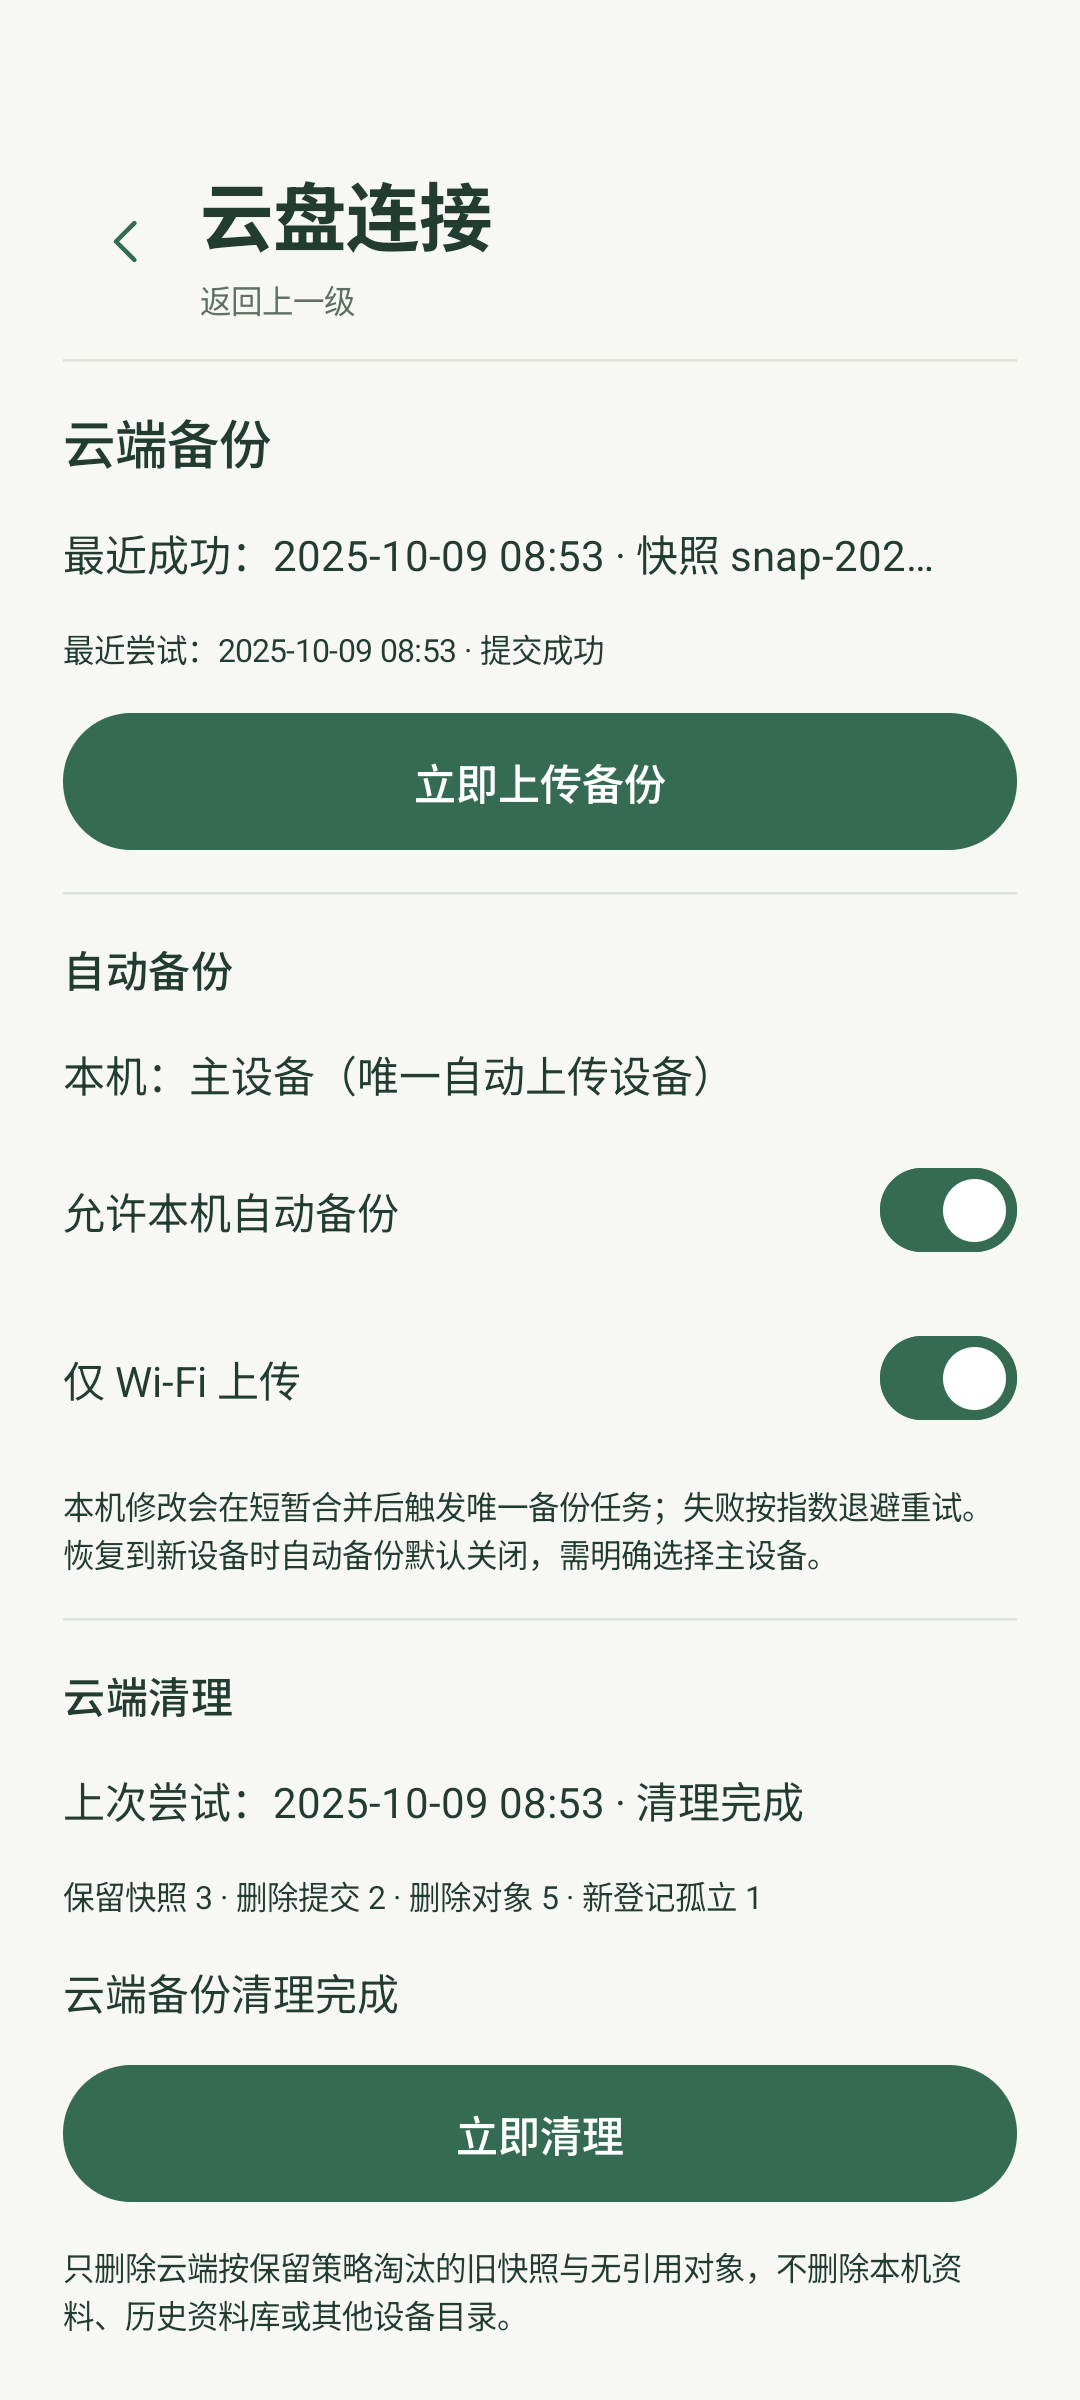 云盘连接
返回上一级
云端备份
最近成功：2025-10-09 08:53 · 快照 snap-202…
最近尝试：2025-10-09 08:53 · 提交成功
立即上传备份
自动备份
本机：主设备（唯一自动上传设备）
允许本机自动备份
仅 Wi-Fi 上传
本机修改会在短暂合并后触发唯一备份任务；失败按指数退避重试。
恢复到新设备时自动备份默认关闭，需明确选择主设备。
云端清理
上次尝试：2025-10-09 08:53 · 清理完成
保留快照 3 · 删除提交 2 · 删除对象 5 · 新登记孤立 1
云端备份清理完成
立即清理
只删除云端按保留策略淘汰的旧快照与无引用对象，不删除本机资
料、历史资料库或其他设备目录。